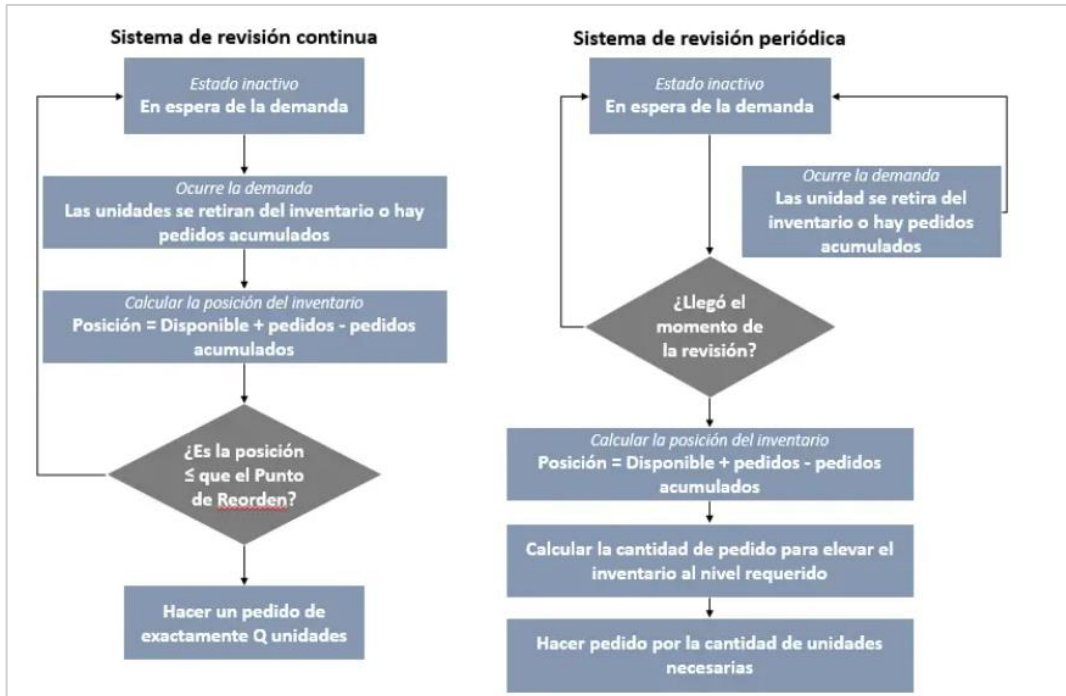 Sistema de revisión continua
Estado inactivo
En espera de la demanda
Ocurre la demanda
Las unidades se retiran del inventario o hay
pedidos acumulados
Calcular la posición del inventario
Posición = Disponible + pedidos - pedidos
acumulados
¿Es la posición
≤ que el Punto
de Reorden?
Hacer un pedido de
exactamente Q unidades
Sistema de revisión periódica
Estado inactivo
En espera de la demanda
Ocurre la demanda
Las unidad se retira del
inventario o hay pedidos
acumulados
¿Llegó el
momento de
la revisión?
Calcular la posición del inventario
Posición = Disponible + pedidos - pedidos
acumulados
Calcular la cantidad de pedido para elevar el
inventario al nivel requerido
Hacer pedido por la cantidad de unidades
necesarias